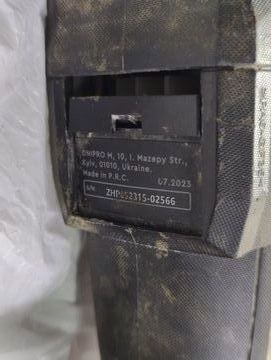 DNIPRO M, 10, I. Mazepy Str.,
Kyiv, 01010, Ukraine.
Made in P.R.C. 07.2023
S/N: